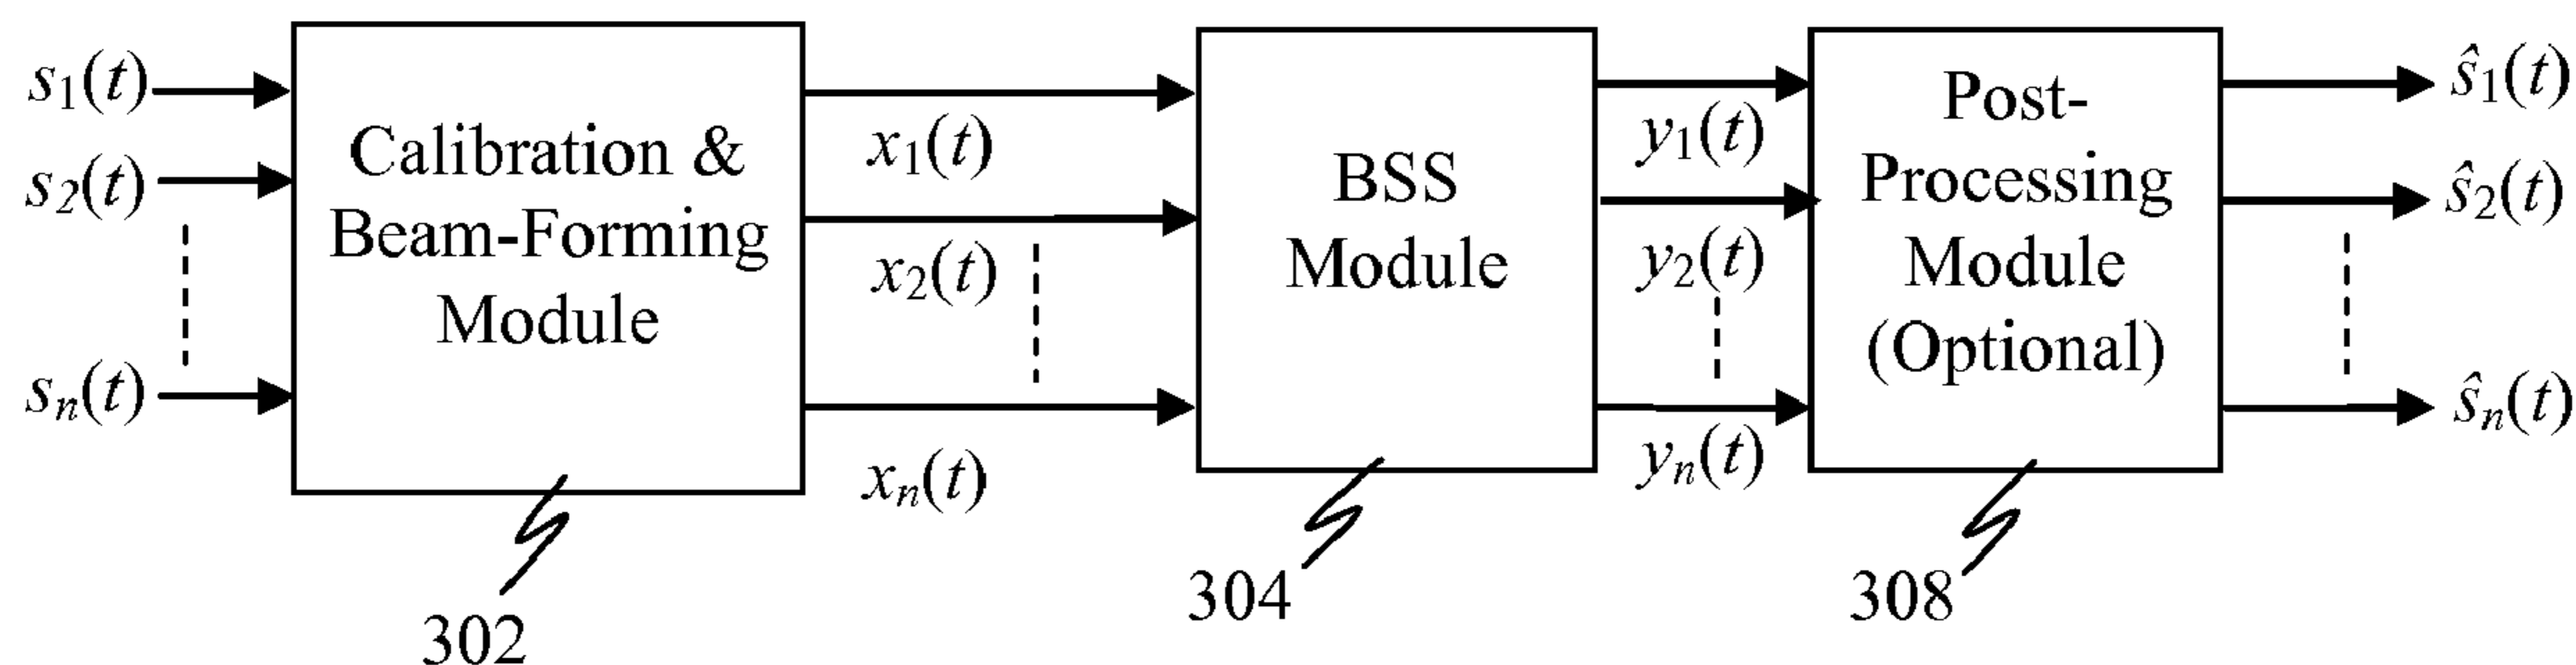 s1(t)
s2(t)
sn(t)
Calibration &
Beam-Forming
Module
x1(t)
x2(t)
xn(t)
BSS
Module
y1(t)
y2(t)
yn(t)
Post-
Processing
Module
(Optional)
ŝ1(t)
ŝ2(t)
ŝn(t)
302
304
308